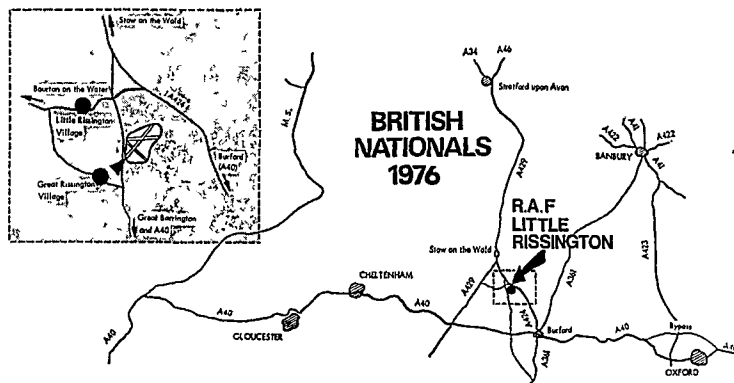 Stow on the Wold
Bourton on the Water
(A424)
Little Rissington
Village
Burford
(A40)
Great Rissington
Village
Great Barrington
and A40
A34
A46
Stratford upon Avon
M.5.
BRITISH
NATIONALS
1976
A429
A422
A41
A422
BANBURY
A41
R.A.F
LITTLE
RISSINGTON
Stow on the Wold
A361
A423
A429
CHELTENHAM
A424
A40
A40
GLOUCESTER
A40
Burford
A40
Bypass
A361
OXFORD